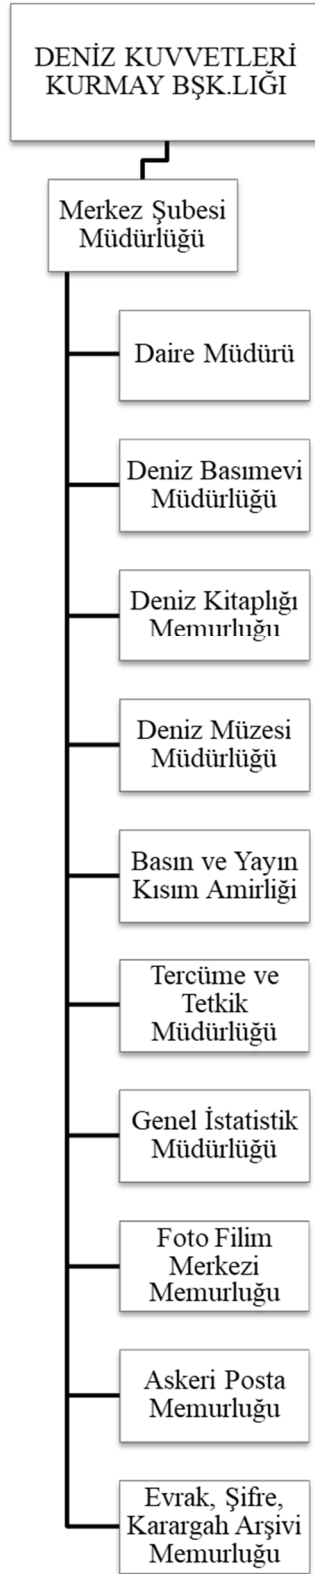 DENİZ KUVVETLERİ
KURMAY BŞK.LIĞI
Merkez Şubesi
Müdürlüğü
Daire Müdürü
Deniz Basımevi
Müdürlüğü
Deniz Kitaplığı
Memurluğu
Deniz Müzesi
Müdürlüğü
Basın ve Yayın
Kısım Amirliği
Tercüme ve
Tetkik
Müdürlüğü
Genel İstatistik
Müdürlüğü
Foto Filim
Merkezi
Memurluğu
Askeri Posta
Memurluğu
Evrak, Şifre,
Karargah Arşivi
Memurluğu